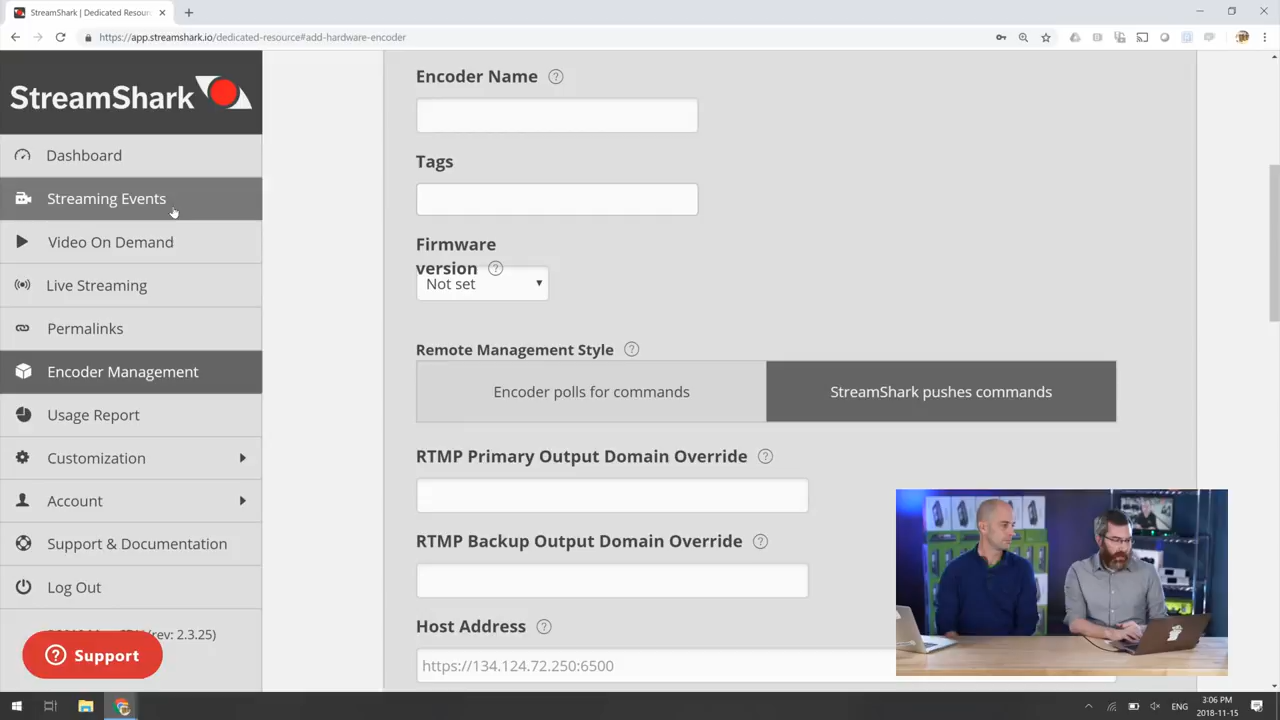 StreamShark | Dedicated Resour
https://app.streamshark.io/dedicated-resource#add-hardware-encoder
StreamShark
Dashboard
Streaming Events
Video On Demand
Live Streaming
Permalinks
Encoder Management
Usage Report
Customization
Account
Support & Documentation
Log Out
rev: 2.3.25)
Support
Encoder Name
Tags
Firmware
version
Not set
Remote Management Style
Encoder polls for commands
StreamShark pushes commands
RTMP Primary Output Domain Override
RTMP Backup Output Domain Override
Host Address
https://134.124.72.250:6500
ENG
3:06 PM
2018-11-15